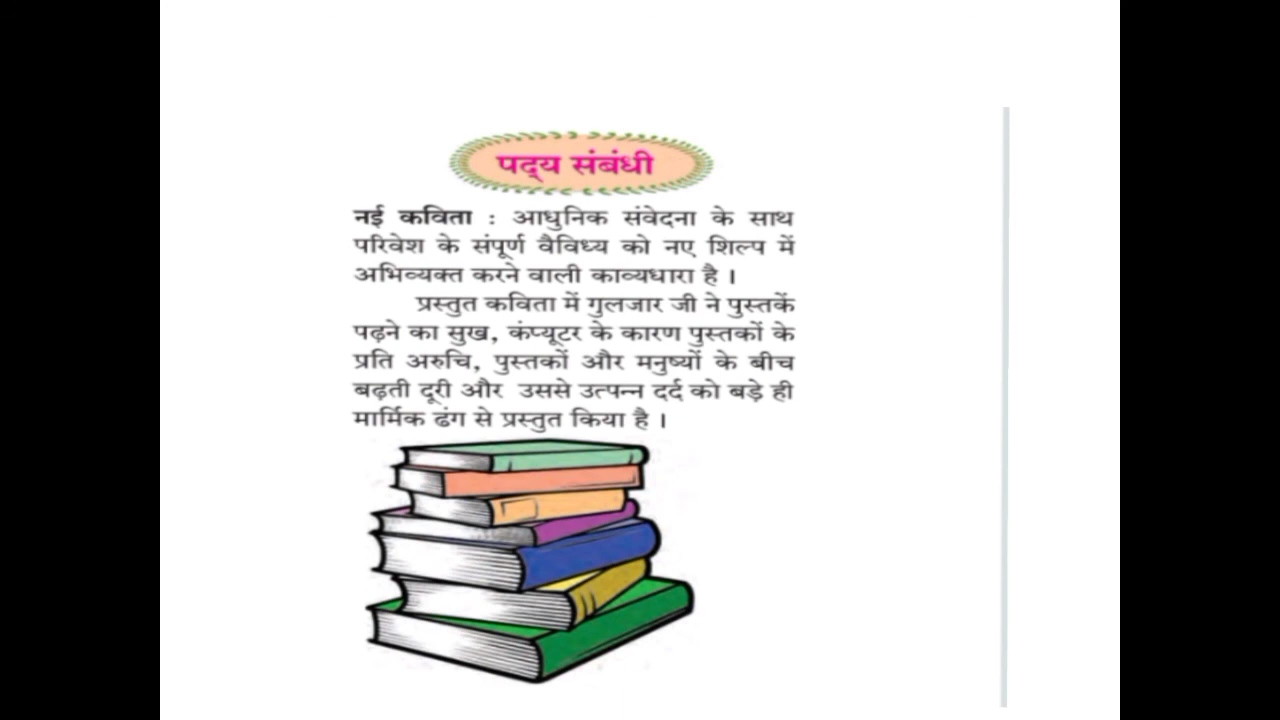 पद्‌य संबंधी
नई कविता : आधुनिक संवेदना के साथ
परिवेश के संपूर्ण वैविध्य को नए शिल्प में
अभिव्यक्त करने वाली काव्यधारा है ।
प्रस्तुत कविता में गुलजार जी ने पुस्तकें
पढ़ने का सुख, कंप्यूटर के कारण पुस्तकों के
प्रति अरुचि, पुस्तकों और मनुष्यों के बीच
बढ़ती दूरी और उससे उत्पन्न दर्द को बड़े ही
मार्मिक ढंग से प्रस्तुत किया है ।